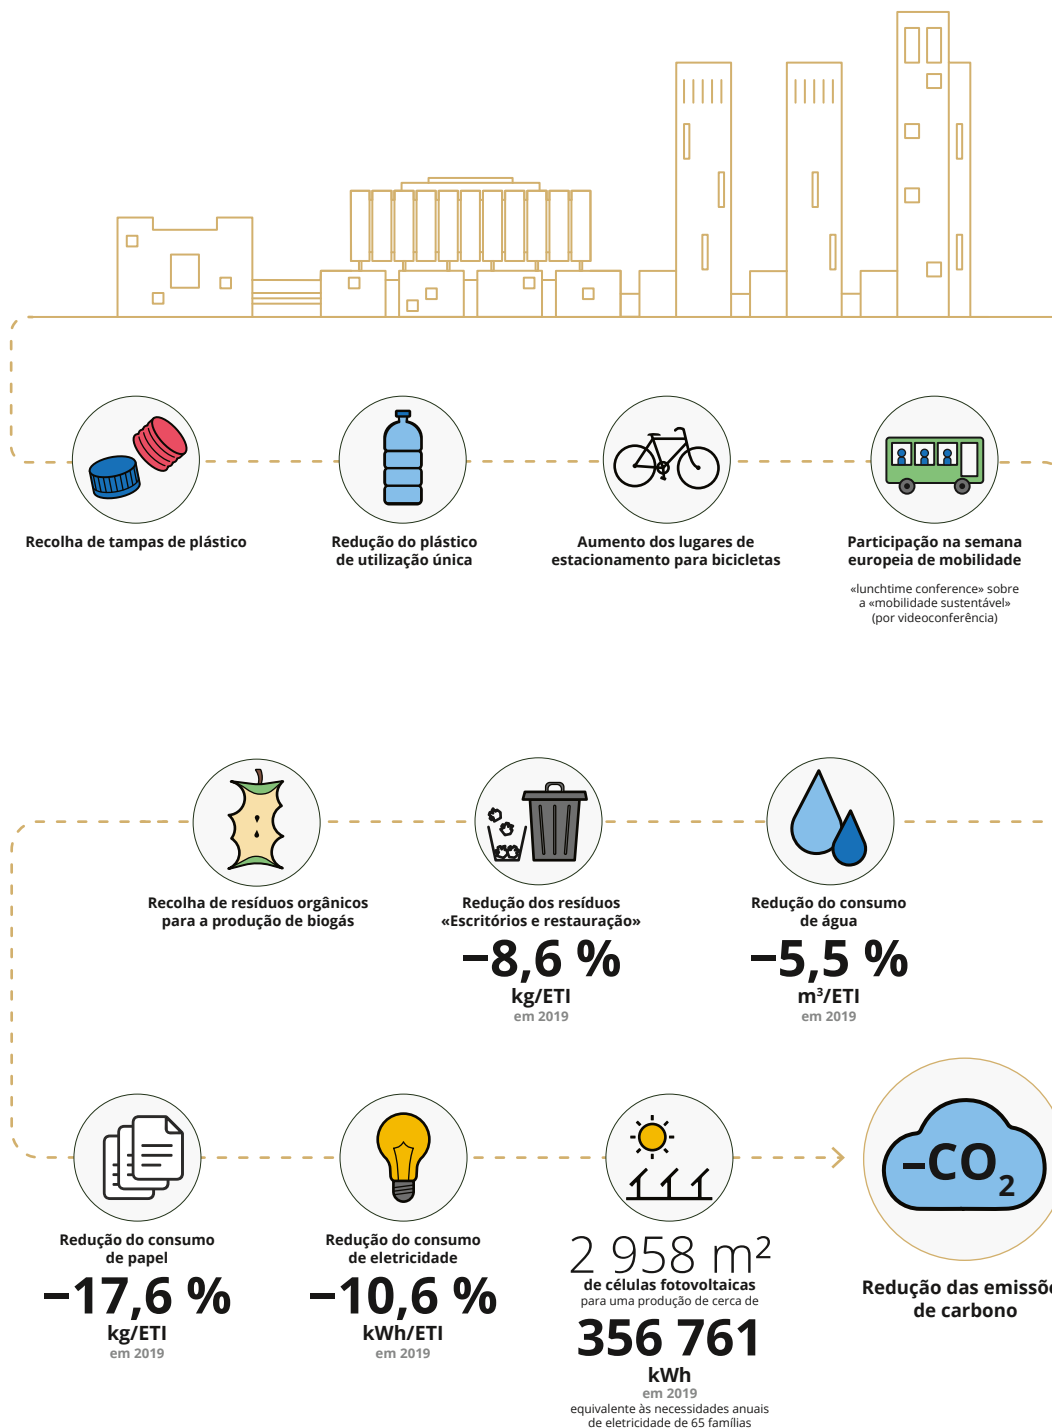 Recolha de tampas de plástico
Redução do plástico
de utilização única
Aumento dos lugares de
estacionamento para bicicletas
Participação na semana
europeia de mobilidade
«lunchtime conference» sobre
a «mobilidade sustentável»
(por videoconferência)
Recolha de resíduos orgânicos
para a produção de biogás
Redução dos resíduos
«Escritórios e restauração»
−8,6 %
kg/ETI
em 2019
Redução do consumo
de água
−5,5 %
m³/ETI
em 2019
Redução do consumo
de papel
−17,6 %
kg/ETI
em 2019
Redução do consumo
de eletricidade
−10,6 %
kWh/ETI
em 2019
2 958 m²
de células fotovoltaicas
para uma produção de cerca de
356 761
kWh
em 2019
equivalente às necessidades anuais
de eletricidade de 65 famílias
−CO₂
Redução das
de carbono